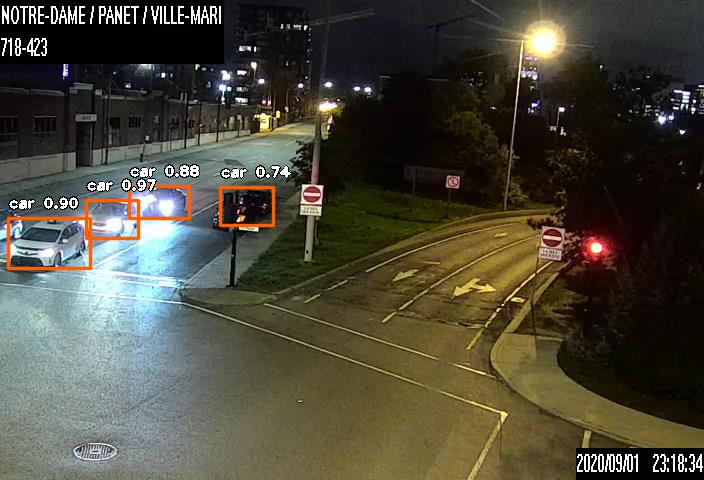 NOTRE-DAME / PANET / VILLE-MARI
718-423
car 0.88
car 0.74
car 0.97
car 0.90
2020/09/01 23:18:34